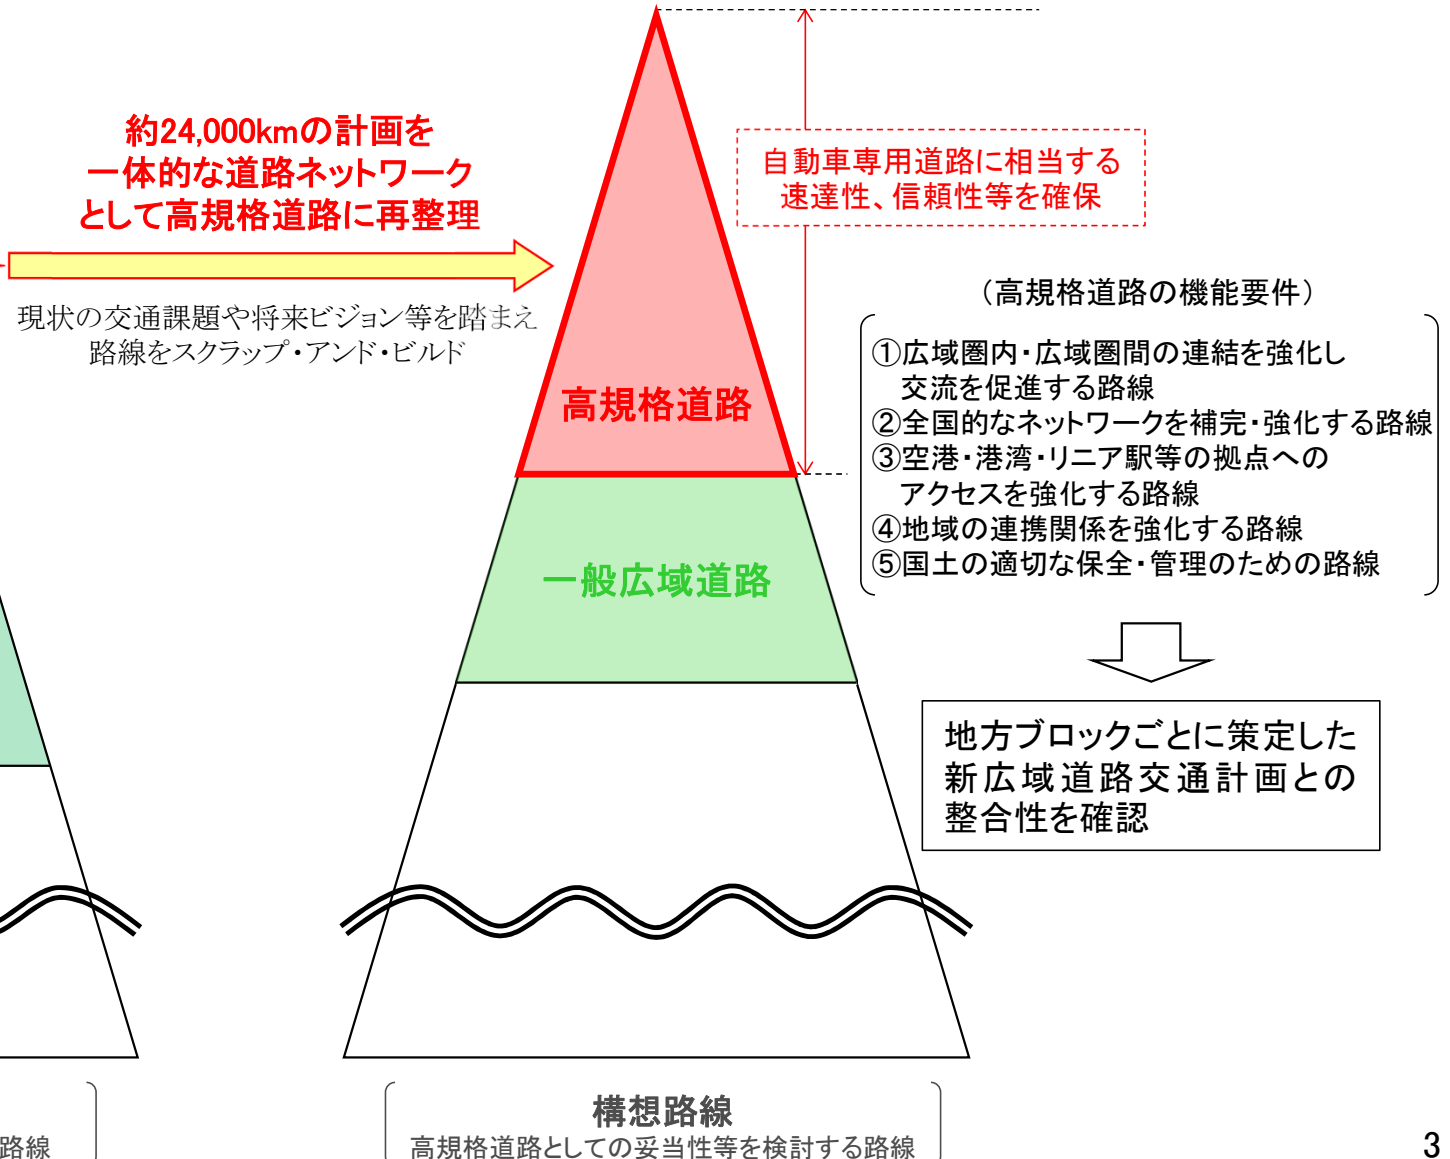 約24,000kmの計画を
一体的な道路ネットワーク
として高規格道路に再整理
現状の交通課題や将来ビジョン等を踏まえ
路線をスクラップ・アンド・ビルド
自動車専用道路に相当する
速達性、信頼性等を確保
高規格道路
一般広域道路
（高規格道路の機能要件）
①広域圏内・広域圏間の連結を強化し
交流を促進する路線
②全国的なネットワークを補完・強化する路線
③空港・港湾・リニア駅等の拠点への
アクセスを強化する路線
④地域の連携関係を強化する路線
⑤国土の適切な保全・管理のための路線
地方ブロックごとに策定した
新広域道路交通計画との
整合性を確認
路線
構想路線
高規格道路としての妥当性等を検討する路線
3